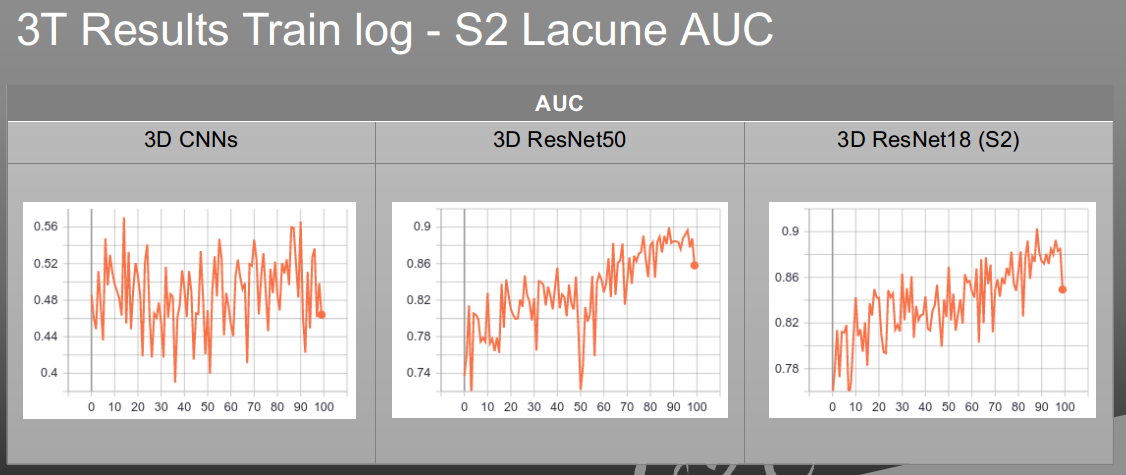 3T Results Train log - S2 Lacune AUC
AUC
3D CNNs
3D ResNet50
3D ResNet18 (S2)
0.56
0.52
0.48
0.44
0.4
0 10 20 30 40 50 60 70 80 90 100
0.9
0.86
0.82
0.78
0.74
0 10 20 30 40 50 60 70 80 90 100
0.9
0.86
0.82
0.78
0 10 20 30 40 50 60 70 80 90 100